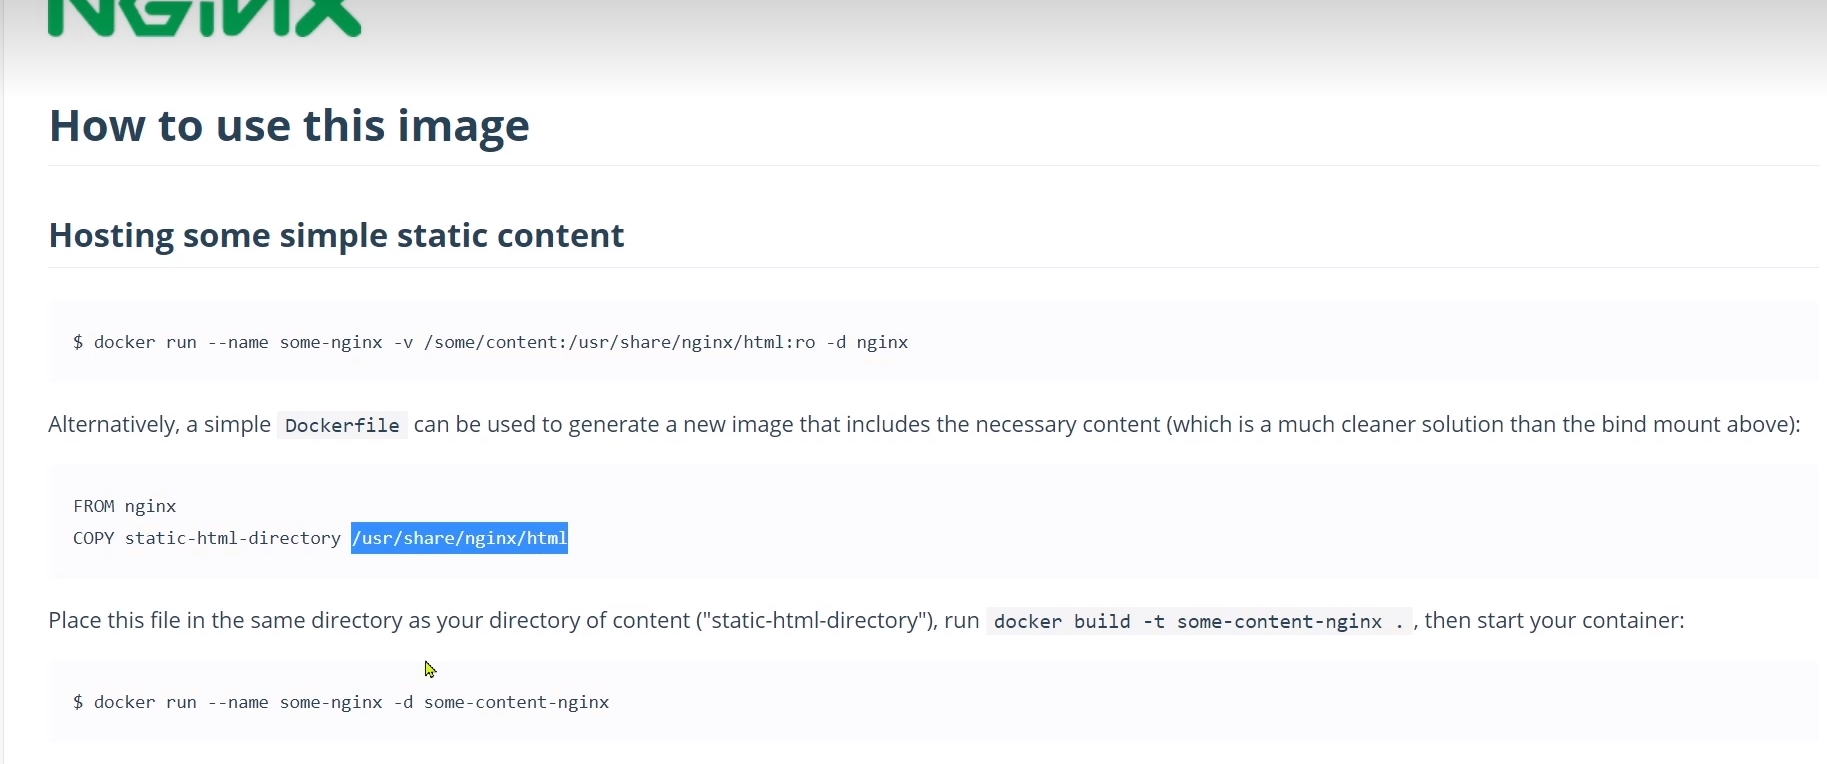 NGINX
How to use this image
Hosting some simple static content
$ docker run --name some-nginx -v /some/content:/usr/share/nginx/html:ro -d nginx
Alternatively, a simple Dockerfile can be used to generate a new image that includes the necessary content (which is a much cleaner solution than the bind mount above):
FROM nginx
COPY static-html-directory /usr/share/nginx/html
Place this file in the same directory as your directory of content ("static-html-directory"), run docker build -t some-content-nginx . , then start your container:
$ docker run --name some-nginx -d some-content-nginx